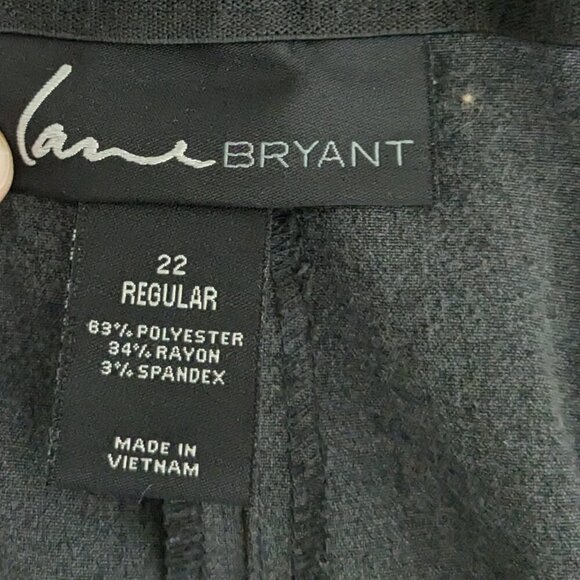 lane BRYANT
22
REGULAR
63% POLYESTER
34% RAYON
3% SPANDEX
MADE IN
VIETNAM